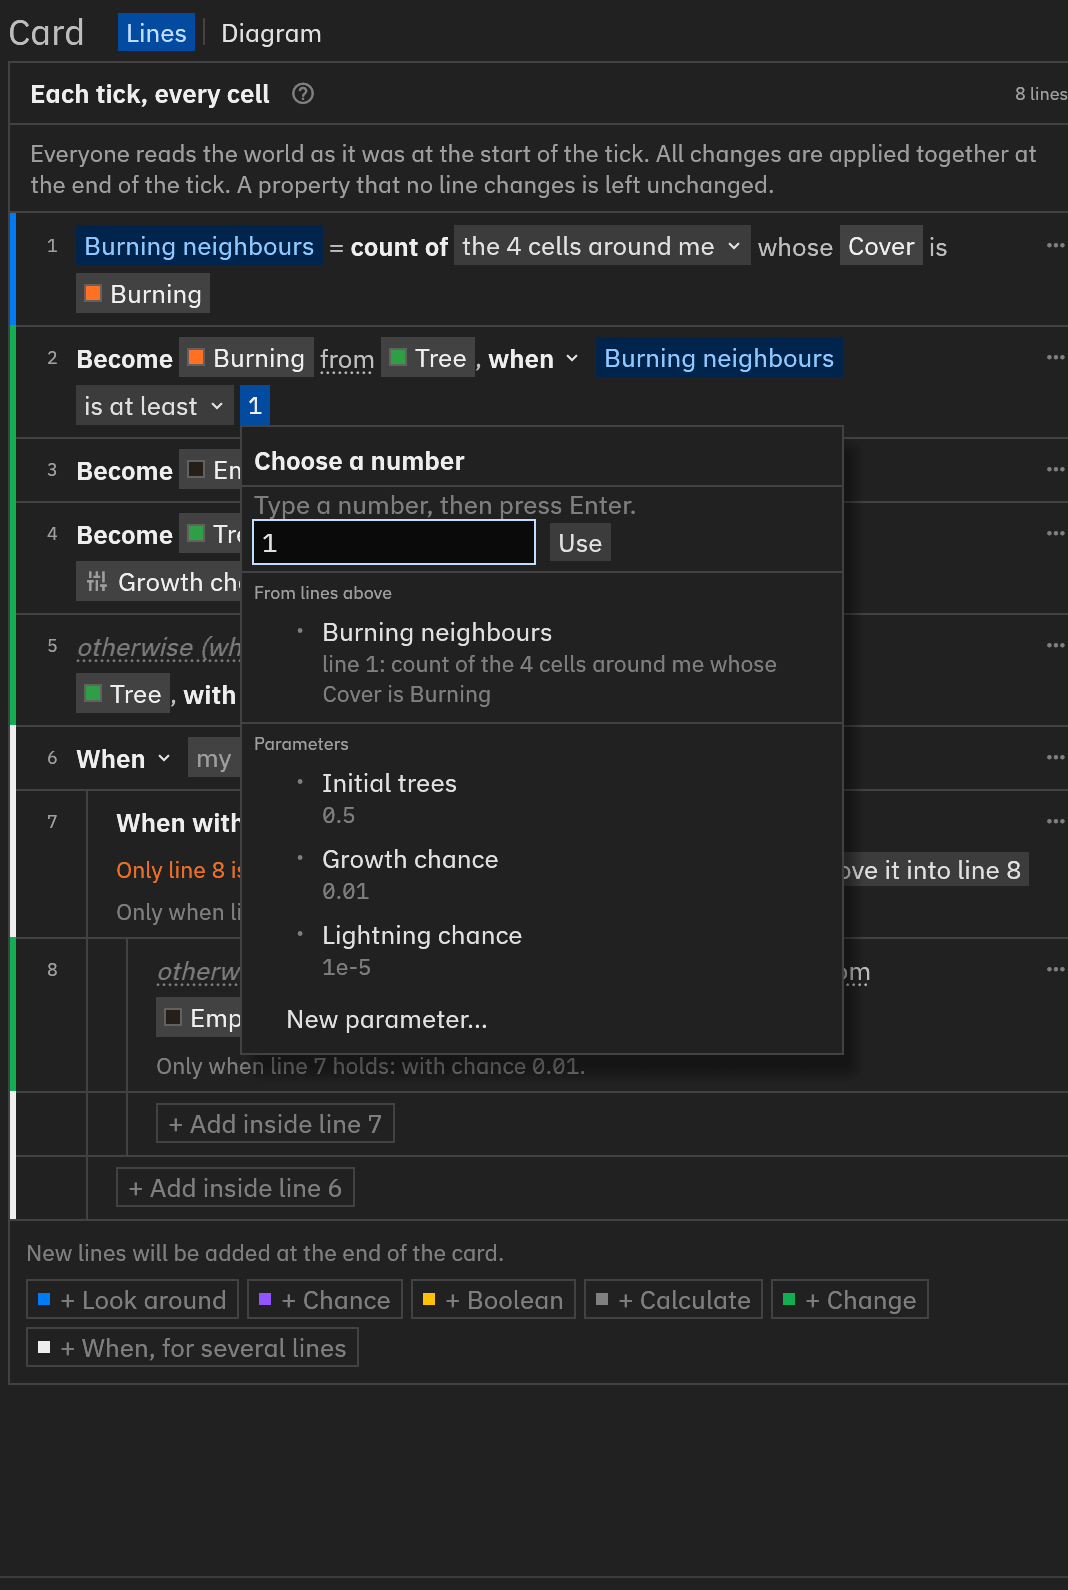 Card Lines Diagram
Each tick, every cell 8 lines
Everyone reads the world as it was at the start of the tick. All changes are applied together at
the end of the tick. A property that no line changes is left unchanged.
1 Burning neighbours = count of the 4 cells around me whose Cover is
Burning
2 Become Burning from Tree , when Burning neighbours
is at least 1
Choose a number
3 Become
Type a number, then press Enter.
4 Become
1 Use
Growth
From lines above
5 otherwise
Burning neighbours
line 1: count of the 4 cells around me whose
Cover is Burning
Tree , with
Parameters
6 When my
Initial trees
0.5
7 When with
Growth chance
0.01
Only line 8 it into line 8
Only when
Lightning chance
1e-5
8
New parameter...
Only when line 7 holds: with chance 0.01.
+ Add inside line 7
+ Add inside line 6
New lines will be added at the end of the card.
+ Look around + Chance + Boolean + Calculate + Change
+ When, for several lines